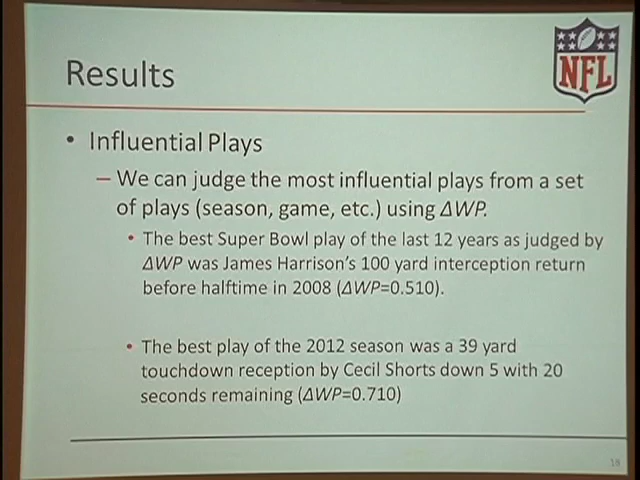 NFL
Results
• Influential Plays
– We can judge the most influential plays from a set
of plays (season, game, etc.) using ΔWP.
• The best Super Bowl play of the last 12 years as judged by
ΔWP was James Harrison's 100 yard interception return
before halftime in 2008 (ΔWP=0.510).
• The best play of the 2012 season was a 39 yard
touchdown reception by Cecil Shorts down 5 with 20
seconds remaining (ΔWP=0.710)